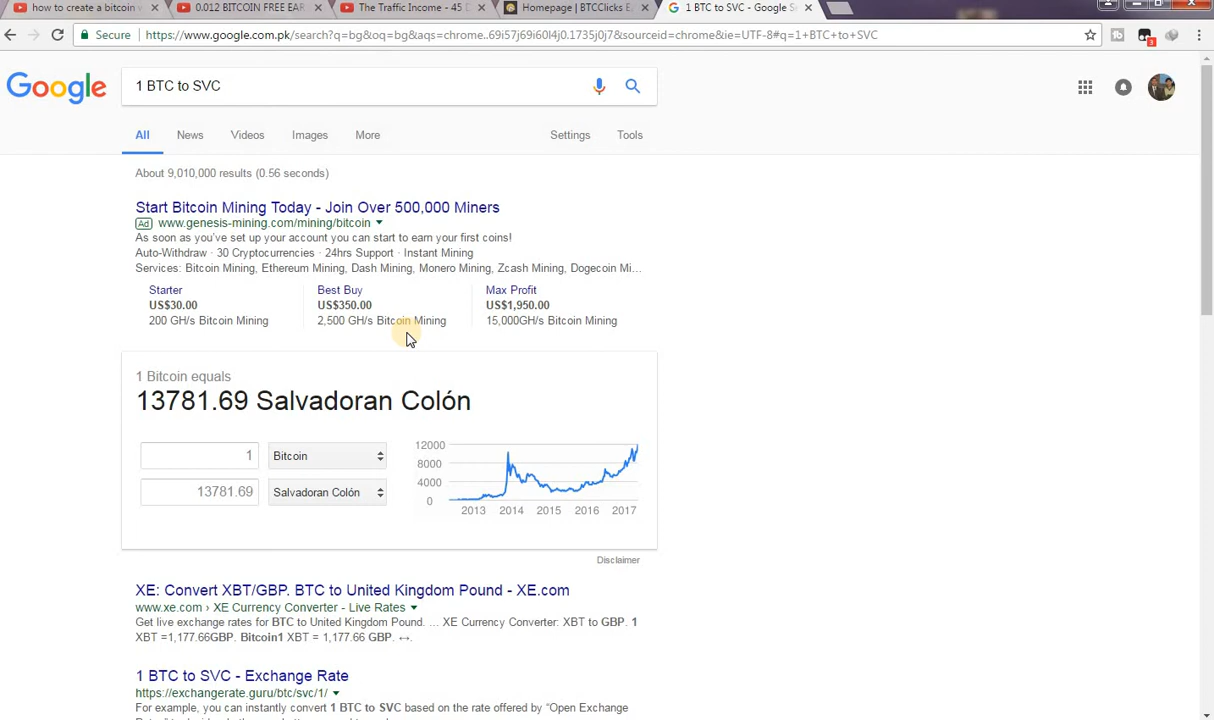 how to create a bitcoin w
0.012 BITCOIN FREE EAR
The Traffic Income - 45 D
Homepage | BTCClicks E
1 BTC to SVC - Google Se
Secure
https://www.google.com.pk/search?q=bg&oq=bg&aqs=chrome..69i57j69i60l4j0.1735j0j7&sourceid=chrome&ie=UTF-8#q=1+BTC+to+SVC
3
Google
1 BTC to SVC
All News Videos Images More Settings Tools
About 9,010,000 results (0.56 seconds)
Start Bitcoin Mining Today - Join Over 500,000 Miners
Ad www.genesis-mining.com/mining/bitcoin
As soon as you've set up your account you can start to earn your first coins!
Auto-Withdraw · 30 Cryptocurrencies · 24hrs Support · Instant Mining
Services: Bitcoin Mining, Ethereum Mining, Dash Mining, Monero Mining, Zcash Mining, Dogecoin Mi...
Starter Best Buy Max Profit
US$30.00 US$350.00 US$1,950.00
200 GH/s Bitcoin Mining 2,500 GH/s Bitcoin Mining 15,000GH/s Bitcoin Mining
1 Bitcoin equals
13781.69 Salvadoran Colón
1 Bitcoin
13781.69 Salvadoran Colón
12000
8000
4000
0
2013 2014 2015 2016 2017
Disclaimer
XE: Convert XBT/GBP. BTC to United Kingdom Pound - XE.com
www.xe.com › XE Currency Converter - Live Rates
Get live exchange rates for BTC to United Kingdom Pound. ... XE Currency Converter: XBT to GBP. 1
XBT =1,177.66GBP. Bitcoin1 XBT = 1,177.66 GBP. ↔.
1 BTC to SVC - Exchange Rate
https://exchangerate.guru/btc/svc/1/
For example, you can instantly convert 1 BTC to SVC based on the rate offered by "Open Exchange